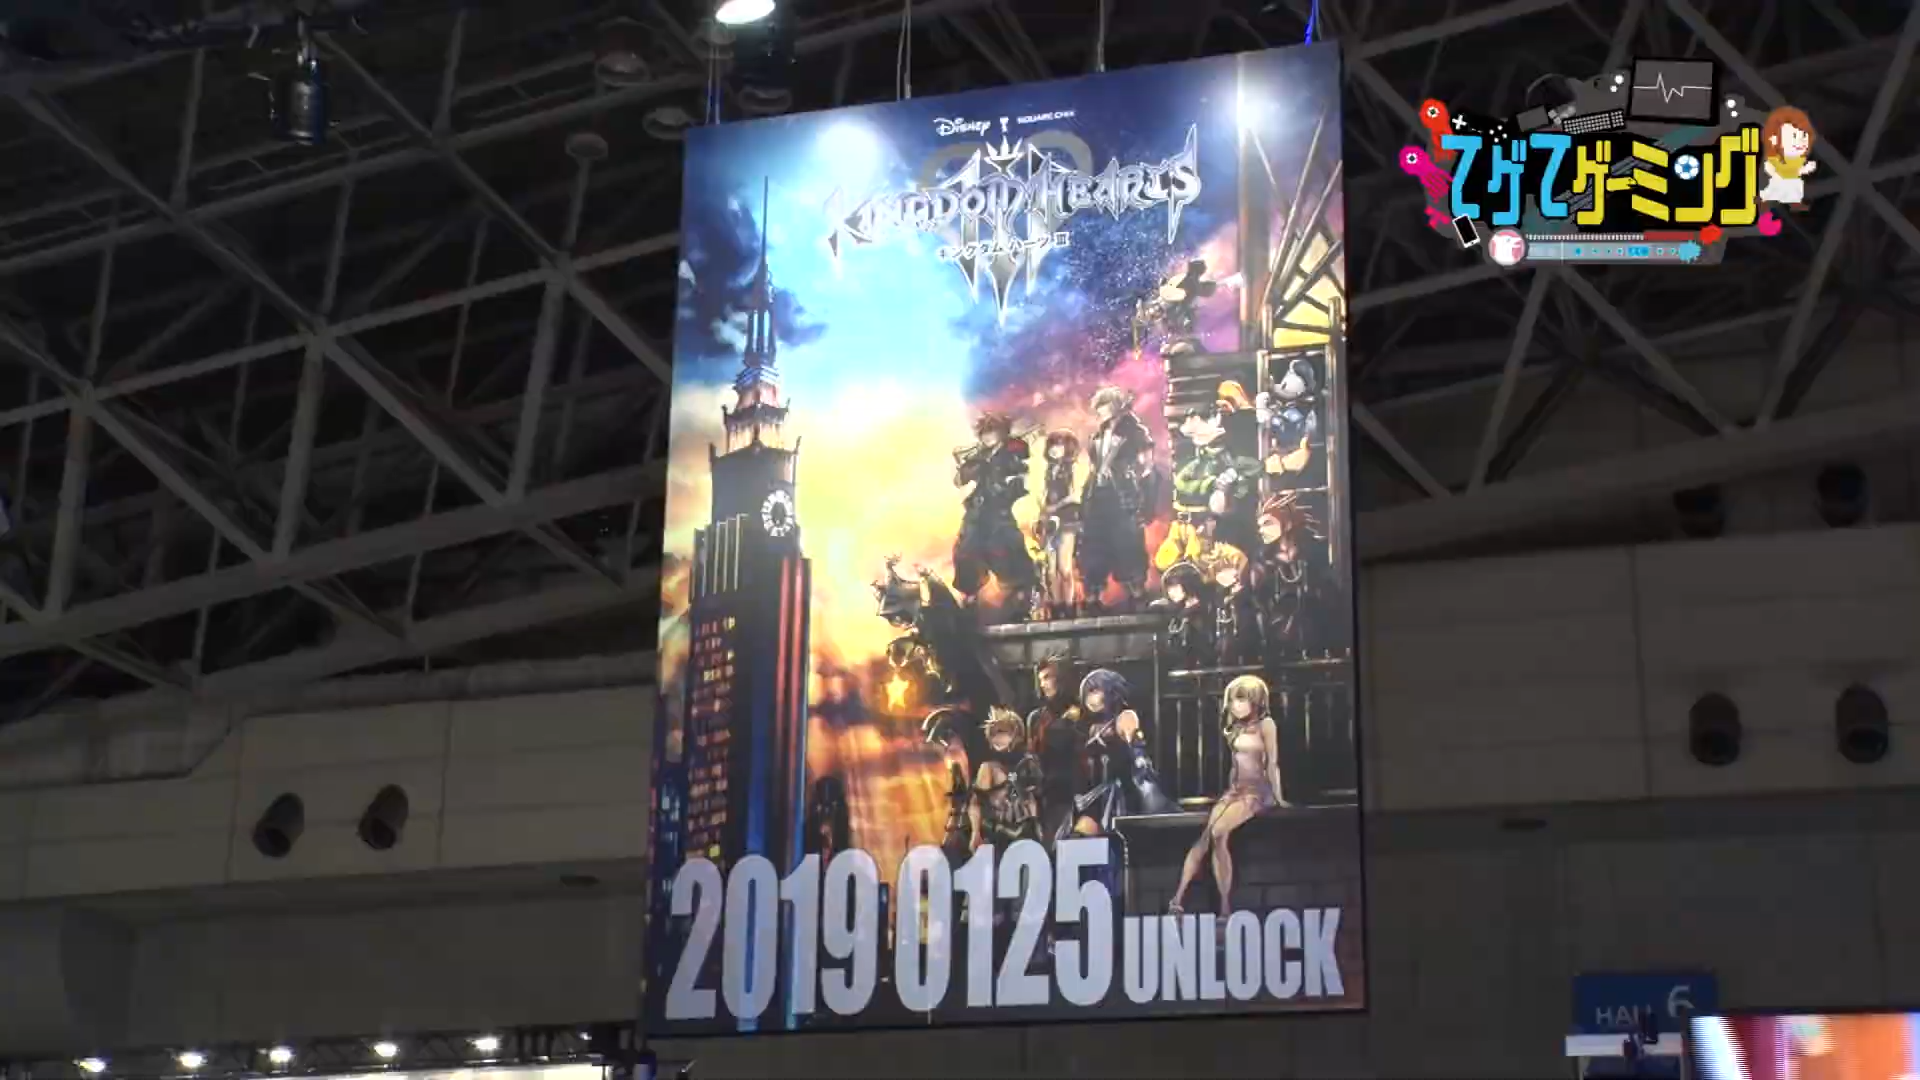 Disney SQUARE ENIX
KINGDOM HEARTS
III
キングダム ハーツ III
2019 0125 UNLOCK
てゲてゲーミング
HALL 6